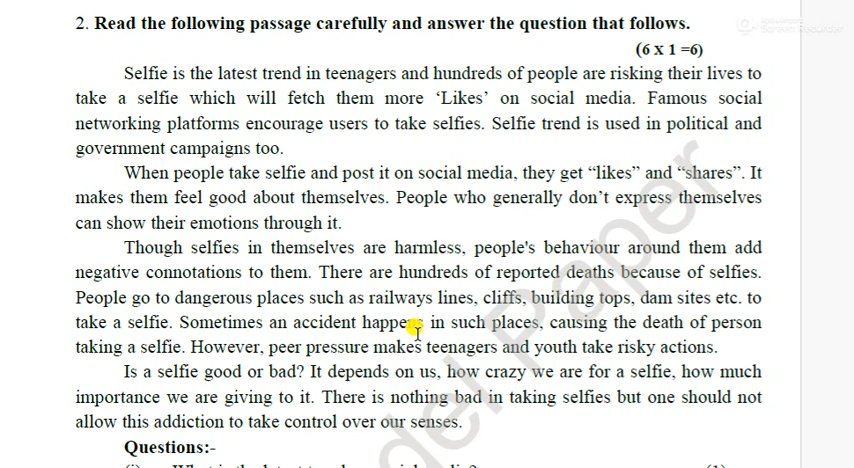 2. Read the following passage carefully and answer the question that follows.
(6 x 1 =6)
Selfie is the latest trend in teenagers and hundreds of people are risking their lives to
take a selfie which will fetch them more ‘Likes’ on social media. Famous social
networking platforms encourage users to take selfies. Selfie trend is used in political and
government campaigns too.
When people take selfie and post it on social media, they get “likes” and “shares”. It
makes them feel good about themselves. People who generally don’t express themselves
can show their emotions through it.
Though selfies in themselves are harmless, people's behaviour around them add
negative connotations to them. There are hundreds of reported deaths because of selfies.
People go to dangerous places such as railways lines, cliffs, building tops, dam sites etc. to
take a selfie. Sometimes an accident happens in such places, causing the death of person
taking a selfie. However, peer pressure makes teenagers and youth take risky actions.
Is a selfie good or bad? It depends on us, how crazy we are for a selfie, how much
importance we are giving to it. There is nothing bad in taking selfies but one should not
allow this addiction to take control over our senses.
Questions:-
del Paper
Screen Recorder